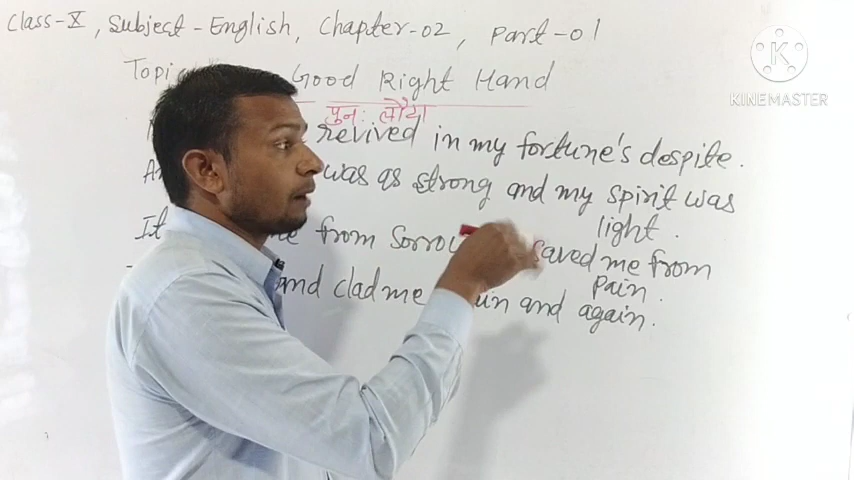 Class-X, Subject-English, Chapter-02, Part-01
Topic Good Right Hand
पुनः लौटा
revived in my fortune's despite.
was as strong and my spirit was
light.
It from Sorrow saved me from
pain.
and clad me and again.
KINEMASTER